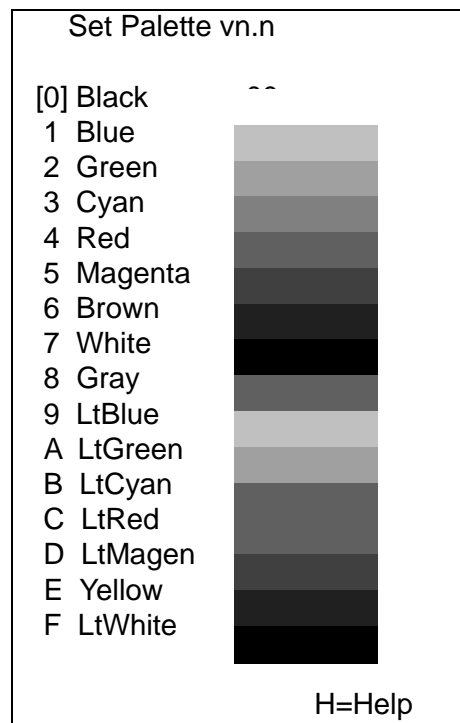 Set Palette vn.n
[0] Black
1 Blue
2 Green
3 Cyan
4 Red
5 Magenta
6 Brown
7 White
8 Gray
9 LtBlue
A LtGreen
B LtCyan
C LtRed
D LtMagen
E Yellow
F LtWhite
H=Help